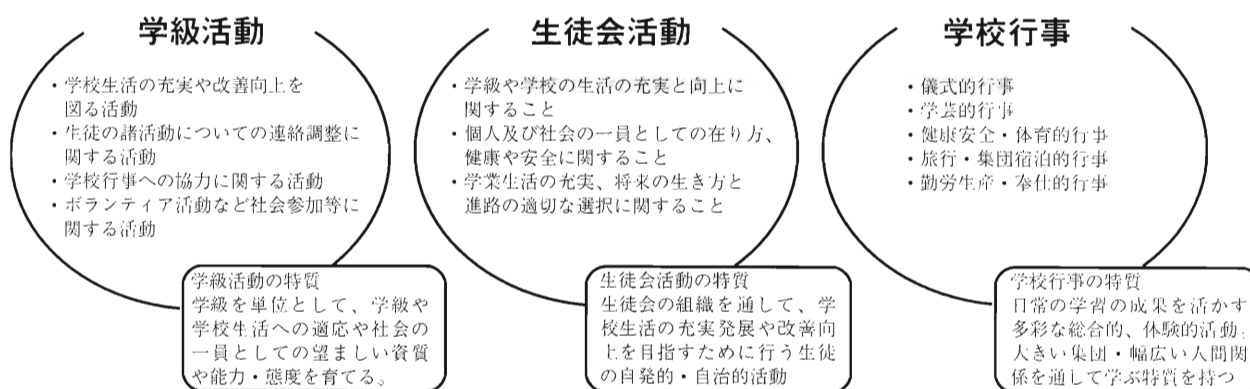 学級活動
・学校生活の充実や改善向上を
図る活動
・生徒の諸活動についての連絡調整に
関する活動
・学校行事への協力に関する活動
・ボランティア活動など社会参加等に
関する活動
学級活動の特質
学級を単位として、学級や
学校生活への適応や社会の
一員としての望ましい資質
や能力・態度を育てる。
生徒会活動
・学級や学校の生活の充実と向上に
関すること
・個人及び社会の一員としての在り方、
健康や安全に関すること
・学業生活の充実、将来の生き方と
進路の適切な選択に関すること
生徒会活動の特質
生徒会の組織を通して、学
校生活の充実発展や改善向
上を目指すために行う生徒
の自発的・自治的活動
学校行事
・儀式的行事
・学芸的行事
・健康安全・体育的行事
・旅行・集団宿泊的行事
・勤労生産・奉仕的行事
学校行事の特質
日常の学習の成果を活かす
多彩な総合的、体験的活動。
大きい集団・幅広い人間関
係を通して学ぶ特質を持つ